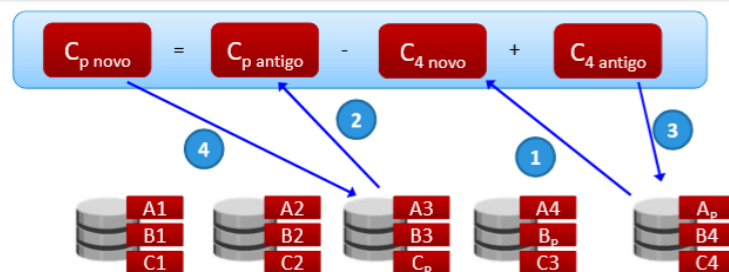 Cp novo = Cp antigo - C4 novo + C4 antigo
2
4
1
3
A1 A2 A3 A4 Ap
B1 B2 B3 Bp B4
C1 C2 Cp C3 C4